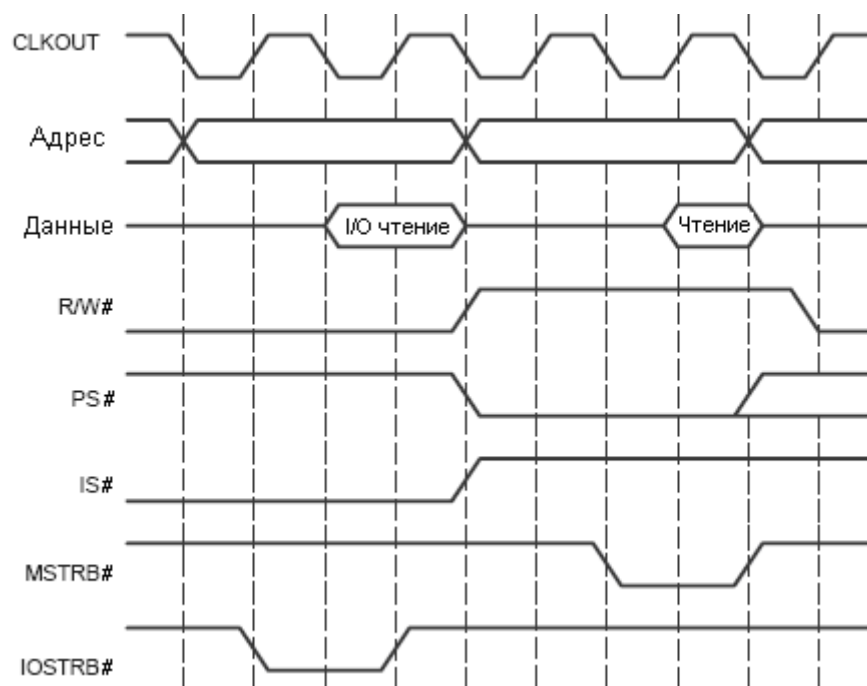 CLKOUT
Адрес
Данные
I/O чтение
Чтение
R/W#
PS#
IS#
MSTRB#
IOSTRB#